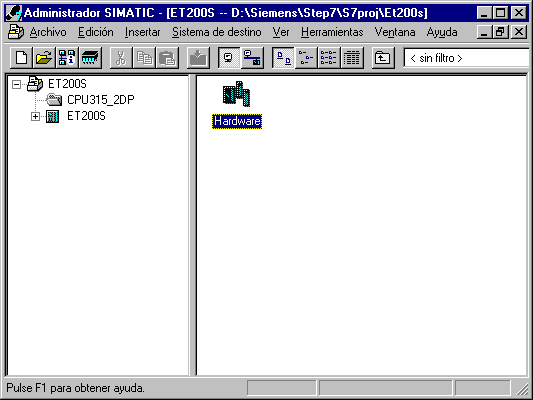 Administrador SIMATIC - [ET200S -- D:\Siemens\Step7\S7proj\Et200s]
Archivo Edición Insertar Sistema de destino Ver Herramientas Ventana Ayuda
< sin filtro >
ET200S
CPU315_2DP
ET200S
Hardware
Pulse F1 para obtener ayuda.